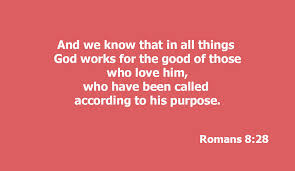 And we know that in all things
God works for the good of those
who love him,
who have been called
according to his purpose.
Romans 8:28